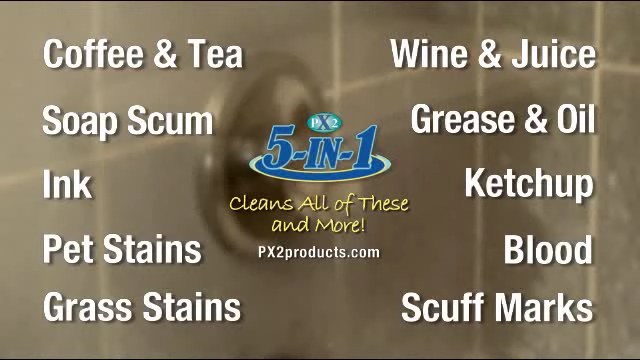 Coffee & Tea
Wine & Juice
Soap Scum
Grease & Oil
PX2
5-IN-1
Ink
Ketchup
Cleans All of These
and More!
Pet Stains
PX2products.com
Blood
Grass Stains
Scuff Marks